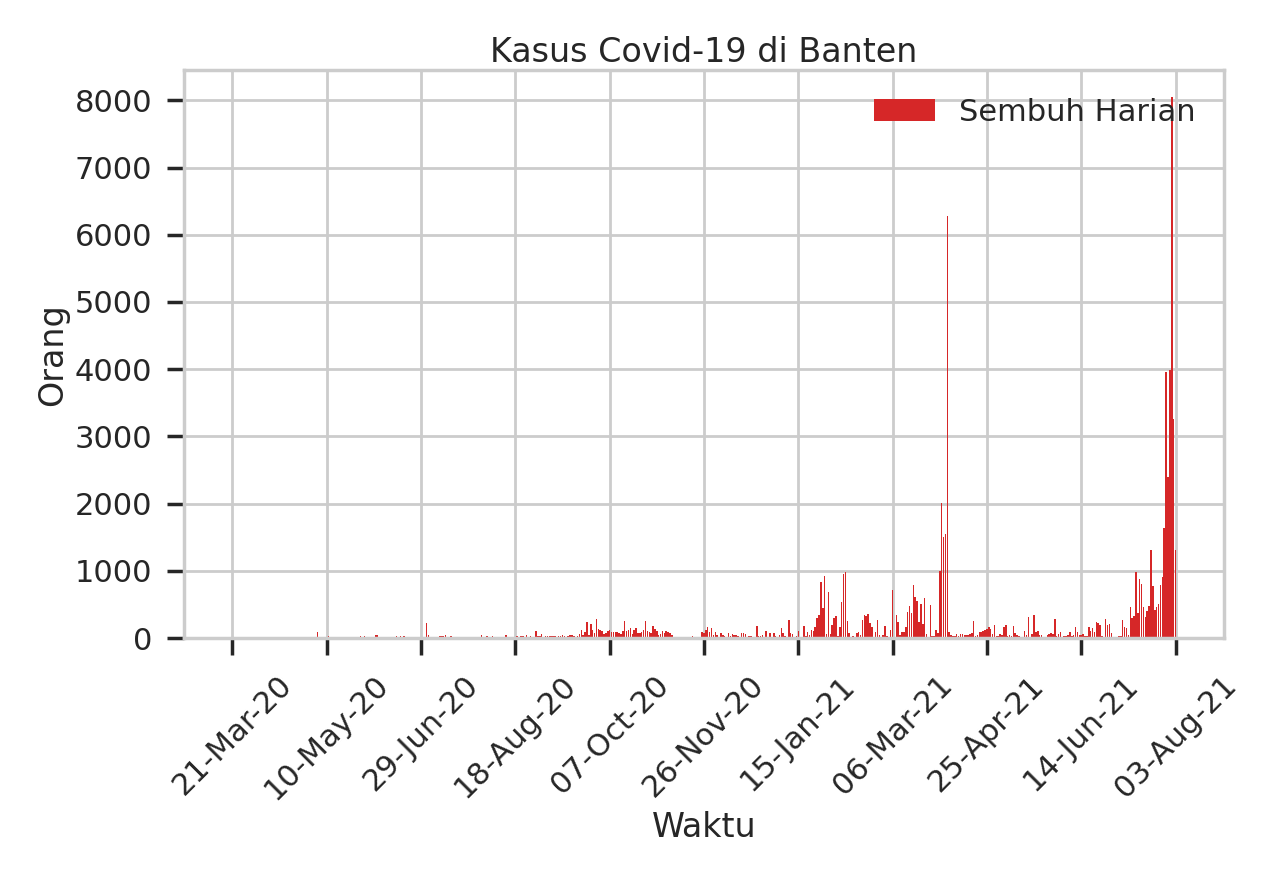 Kasus Covid-19 di Banten
Sembuh Harian
Orang
8000
7000
6000
5000
4000
3000
2000
1000
0
21-Mar-20
10-May-20
29-Jun-20
18-Aug-20
07-Oct-20
26-Nov-20
15-Jan-21
06-Mar-21
25-Apr-21
14-Jun-21
03-Aug-21
Waktu